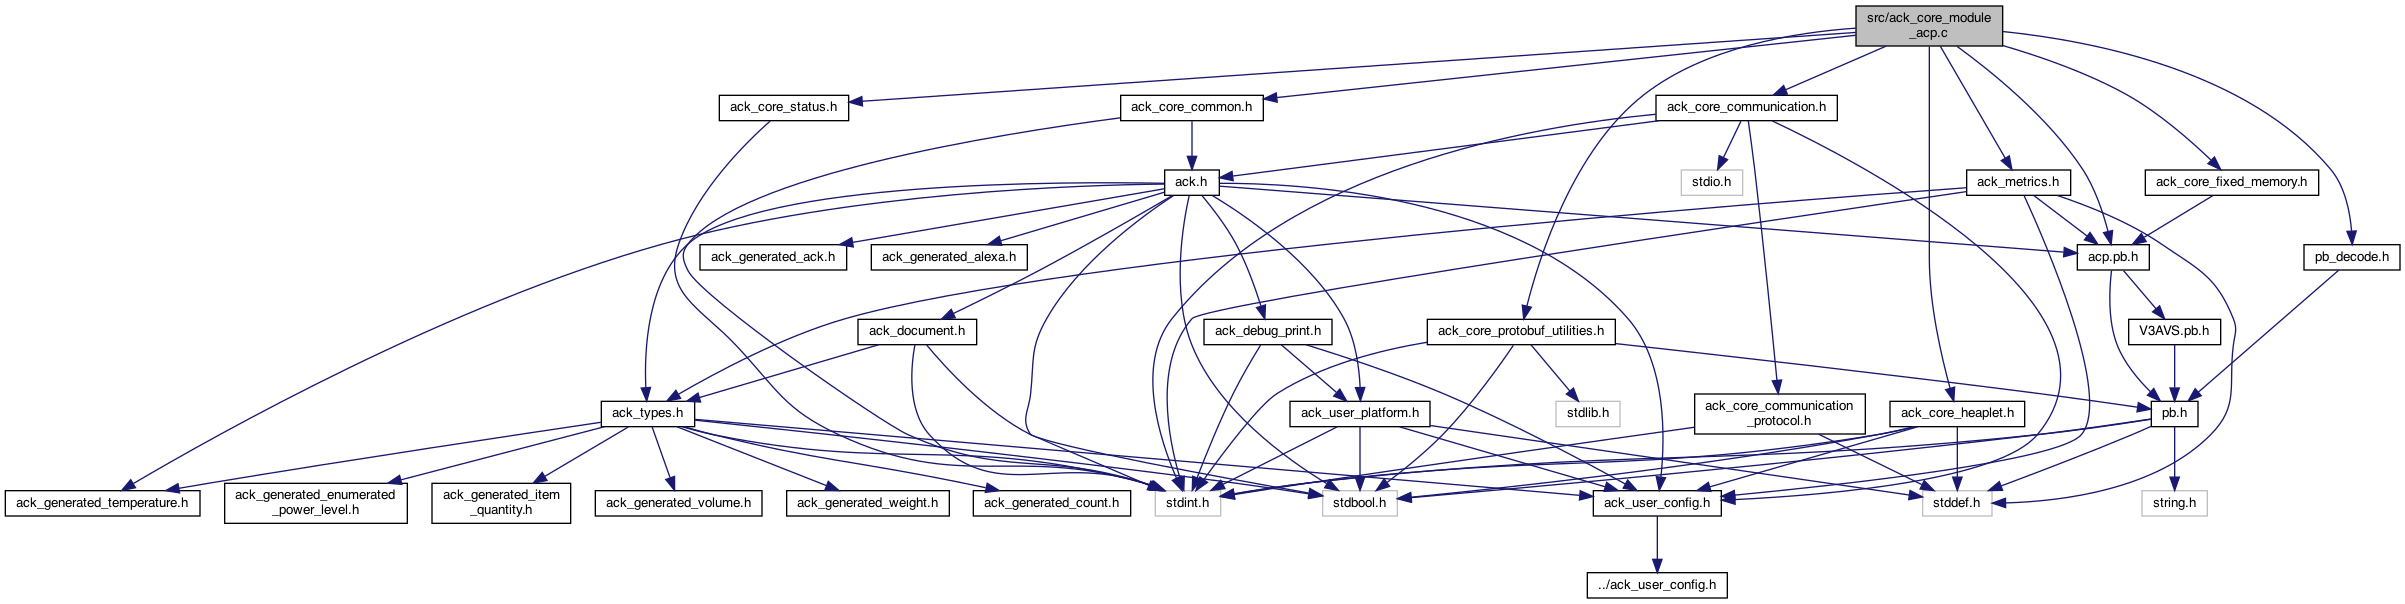 src/ack_core_module
_acp.c
ack_core_status.h
ack_core_common.h
ack_core_communication.h
ack.h
stdio.h
ack_metrics.h
ack_core_fixed_memory.h
ack_generated_ack.h
ack_generated_alexa.h
acp.pb.h
pb_decode.h
ack_document.h
ack_debug_print.h
ack_core_protobuf_utilities.h
V3AVS.pb.h
ack_types.h
ack_user_platform.h
stdlib.h
ack_core_communication
_protocol.h
ack_core_heaplet.h
pb.h
ack_generated_temperature.h
ack_generated_enumerated
_power_level.h
ack_generated_item
_quantity.h
ack_generated_volume.h
ack_generated_weight.h
ack_generated_count.h
stdint.h
stdbool.h
ack_user_config.h
stddef.h
string.h
../ack_user_config.h